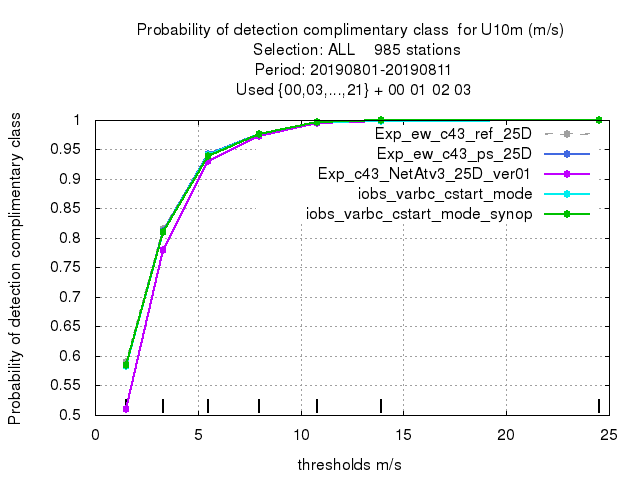 Probability of detection complimentary class  for U10m (m/s)
Selection: ALL    985 stations
Period: 20190801-20190811
Used {00,03,...,21} + 00 01 02 03
Probability of detection complimentary class
1
0.95
0.9
0.85
0.8
0.75
0.7
0.65
0.6
0.55
0.5
Exp_ew_c43_ref_25D
Exp_ew_c43_ps_25D
Exp_c43_NetAtv3_25D_ver01
iobs_varbc_cstart_mode
iobs_varbc_cstart_mode_synop
0 5 10 15 20 25
thresholds m/s